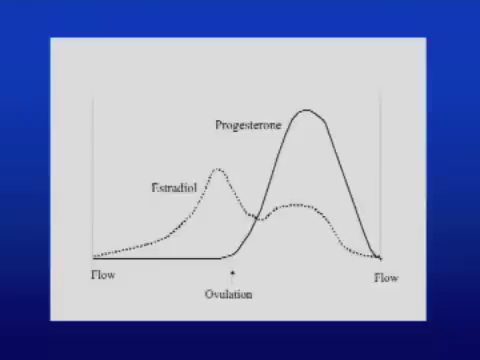 Progesterone
Estradiol
Flow
Flow
Ovulation